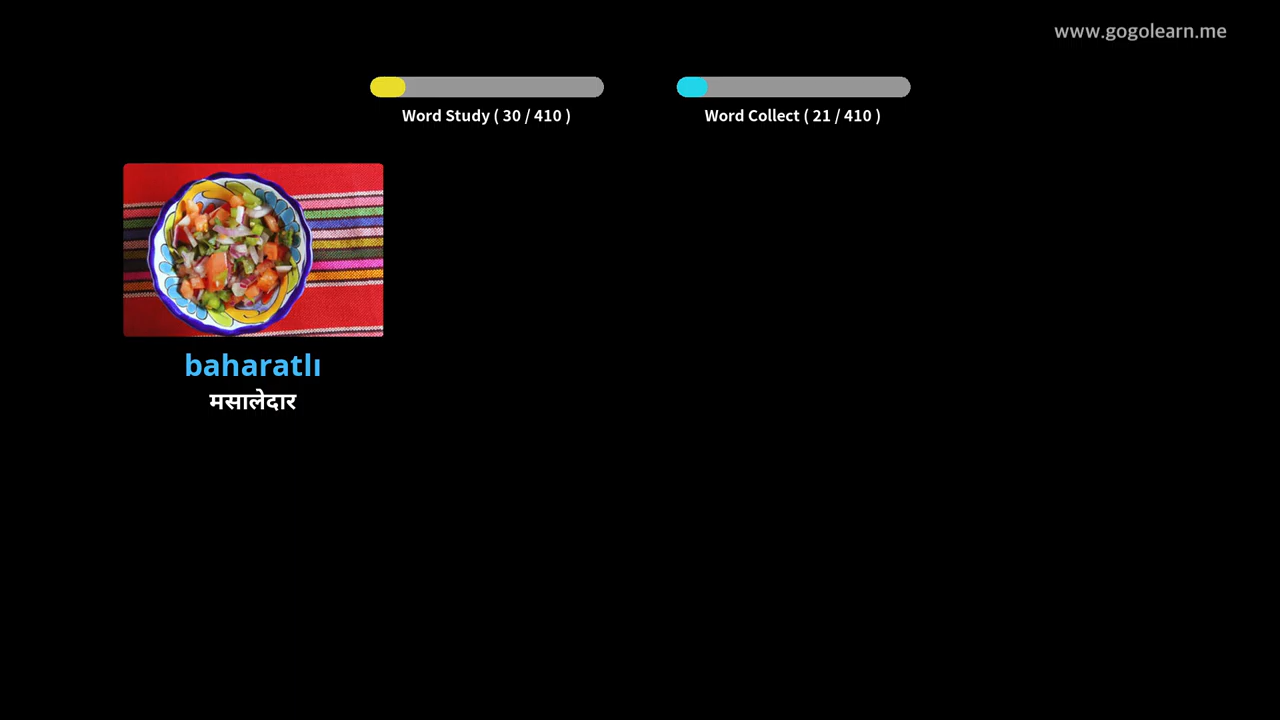 www.gogolearn.me
Word Study ( 30 / 410 )
Word Collect ( 21 / 410 )
baharatlı
मसालेदार